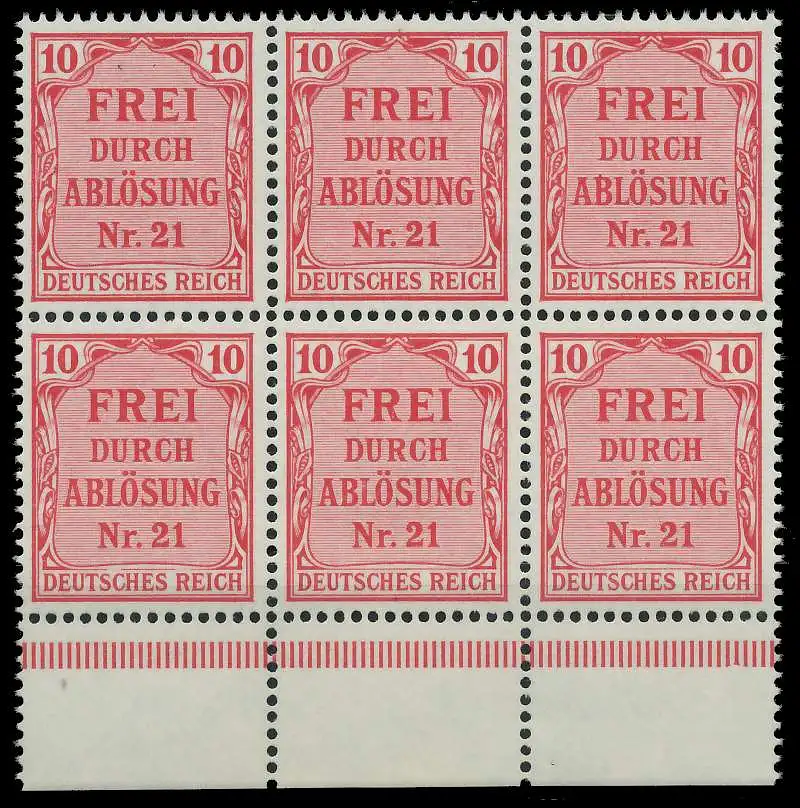 10 10
FREI
DURCH
ABLÖSUNG
Nr. 21
DEUTSCHES REICH
10 10
FREI
DURCH
ABLÖSUNG
Nr. 21
DEUTSCHES REICH
10 10
FREI
DURCH
ABLÖSUNG
Nr. 21
DEUTSCHES REICH
10 10
FREI
DURCH
ABLÖSUNG
Nr. 21
DEUTSCHES REICH
10 10
FREI
DURCH
ABLÖSUNG
Nr. 21
DEUTSCHES REICH
10 10
FREI
DURCH
ABLÖSUNG
Nr. 21
DEUTSCHES REICH